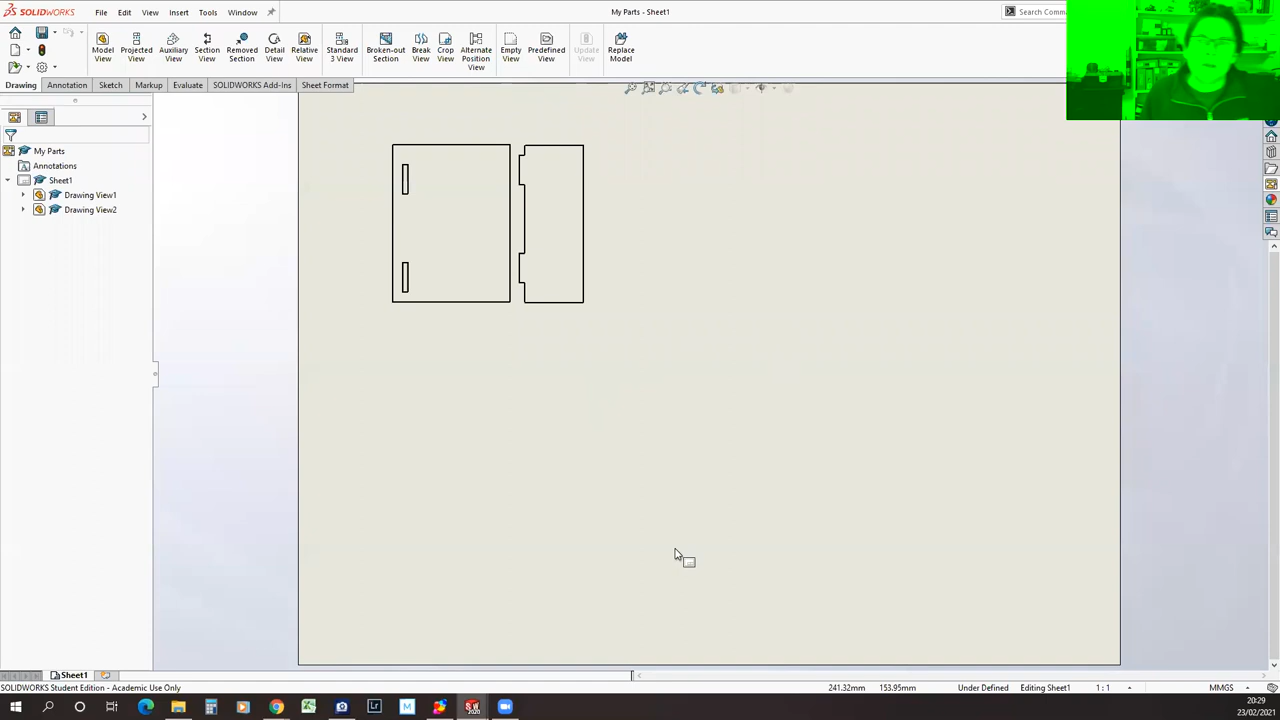 SOLIDWORKS File Edit View Insert Tools Window My Parts - Sheet1 Search Comm
Model View
Projected View
Auxiliary View
Section View
Removed Section
Detail View
Relative View
Standard 3 View
Broken-out Section
Break View
Crop View
Alternate Position View
Empty View
Predefined View
Update View
Replace Model
Drawing Annotation Sketch Markup Evaluate SOLIDWORKS Add-Ins Sheet Format
My Parts
Annotations
Sheet1
Drawing View1
Drawing View2
Sheet1
SOLIDWORKS Student Edition - Academic Use Only 241.32mm 153.95mm Under Defined Editing Sheet1 1 : 1 MMGS
20:29
23/02/2021